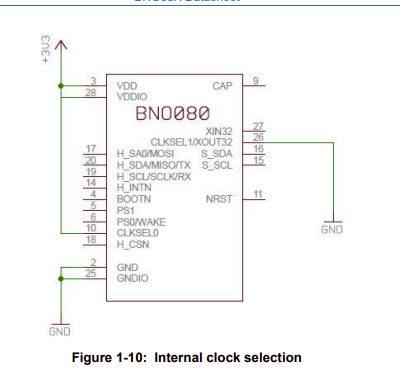 +3V3
3 VDD CAP 9
28 VDDIO
BNO080
XIN32 27
CLKSEL1/XOUT32 26
17 H_SA0/MOSI S_SDA 16
20 H_SDA/MISO/TX S_SCL 15
19 H_SCL/SCLK/RX
14 H_INTN
4 BOOTN NRST 11
5 PS1
6 PS0/WAKE
10 CLKSEL0
18 H_CSN
GND
2 GND
25 GNDIO
GND
Figure 1-10: Internal clock selection